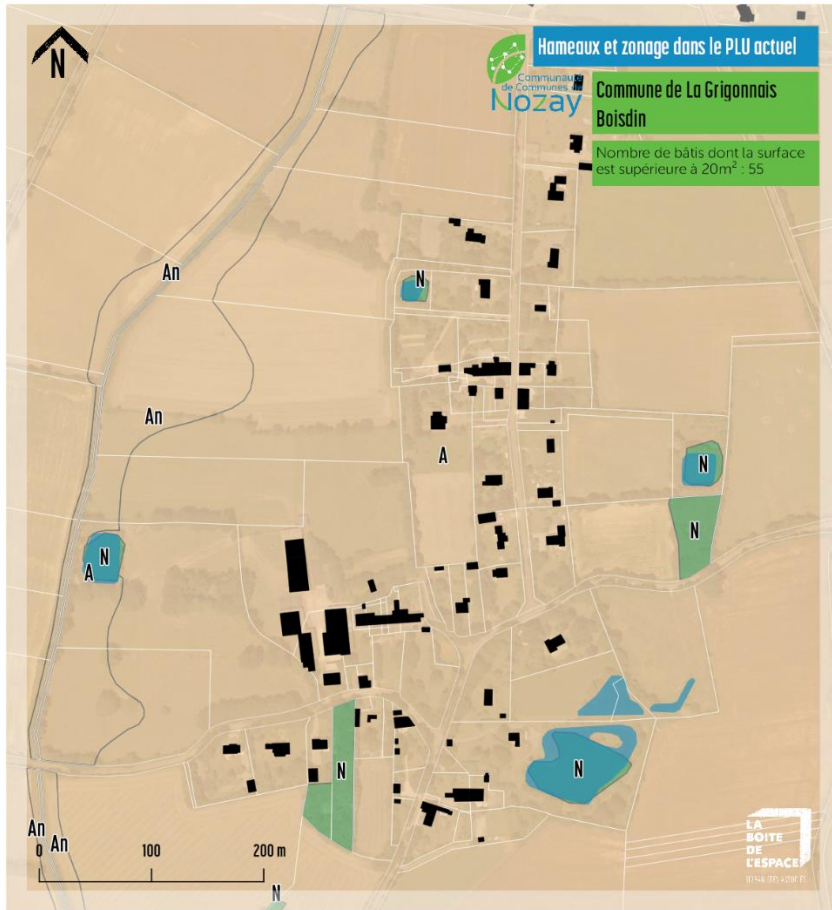 N
Hameaux et zonage dans le PLU actuel
Communauté
de Communes de
Nozay
Commune de La Grigonnais
Boisdin
Nombre de bâtis dont la surface
est supérieure à 20m² : 55
An
N
An
A
N
N
N
A
N
N
An
An
0 100 200 m
N
LA
BOITE
DE
L'ESPACE